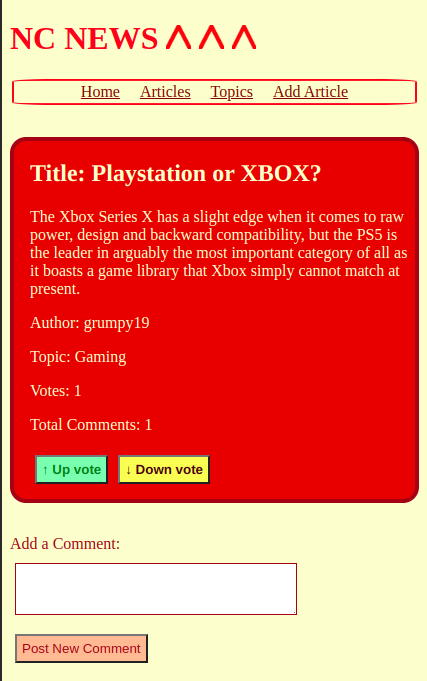 NC NEWS ^ ^ ^
Home Articles Topics Add Article
Title: Playstation or XBOX?
The Xbox Series X has a slight edge when it comes to raw
power, design and backward compatibility, but the PS5 is
the leader in arguably the most important category of all as
it boasts a game library that Xbox simply cannot match at
present.
Author: grumpy19
Topic: Gaming
Votes: 1
Total Comments: 1
↑ Up vote ↓ Down vote
Add a Comment:
Post New Comment